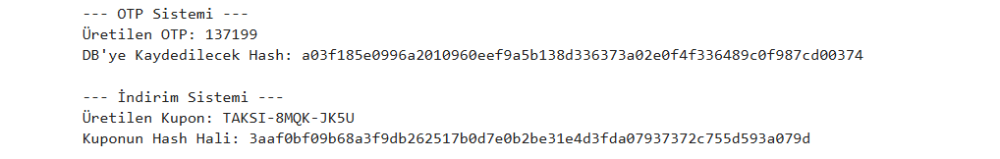 --- OTP Sistemi ---
Üretilen OTP: 137199
DB'ye Kaydedilecek Hash: a03f185e0996a2010960eef9a5b138d336373a02e0f4f336489c0f987cd00374
--- İndirim Sistemi ---
Üretilen Kupon: TAKSI-8MQK-JK5U
Kuponun Hash Hali: 3aaf0bf09b68a3f9db262517b0d7e0b2be31e4d3fda07937372c755d593a079d